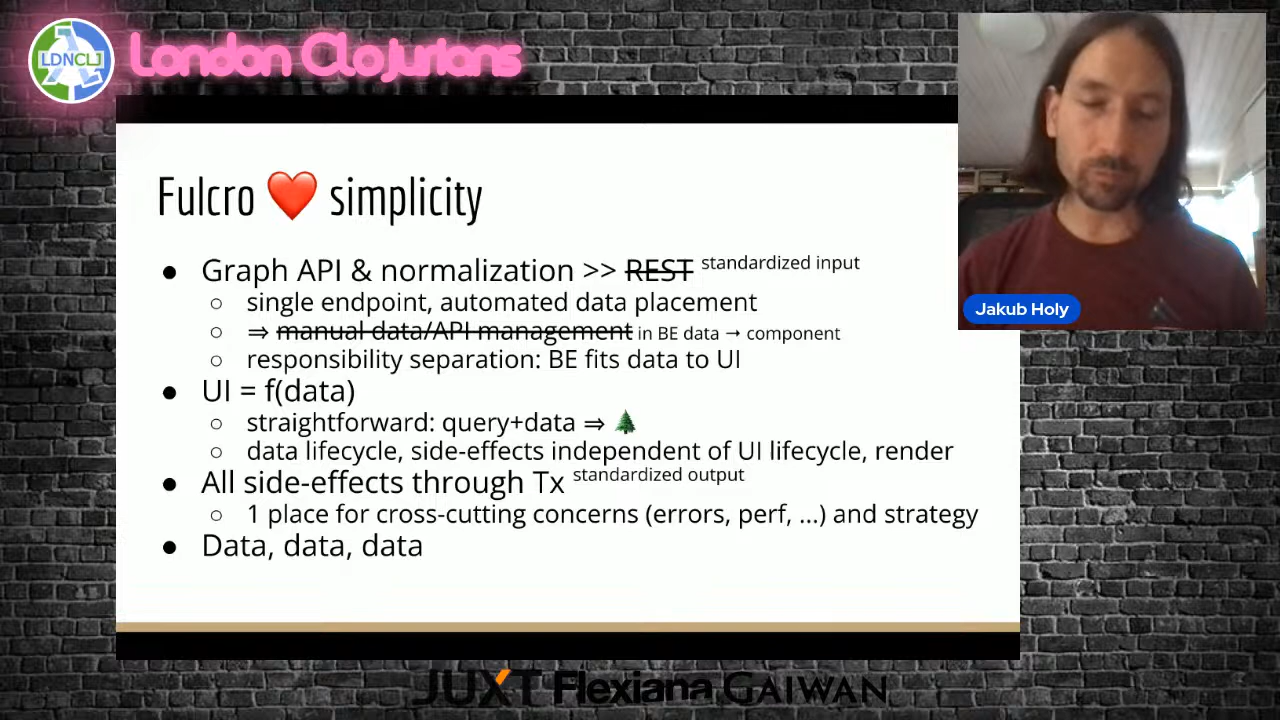 LDNCLJ
London Clojurians
Fulcro ❤️ simplicity
● Graph API & normalization >> REST standardized input
○ single endpoint, automated data placement
○ ⇒ manual data/API management in BE data → component
○ responsibility separation: BE fits data to UI
● UI = f(data)
○ straightforward: query+data ⇒ 🌲
○ data lifecycle, side-effects independent of UI lifecycle, render
● All side-effects through Tx standardized output
○ 1 place for cross-cutting concerns (errors, perf, ...) and strategy
● Data, data, data
Jakub Holy
JUXT Flexiana GAIWAN